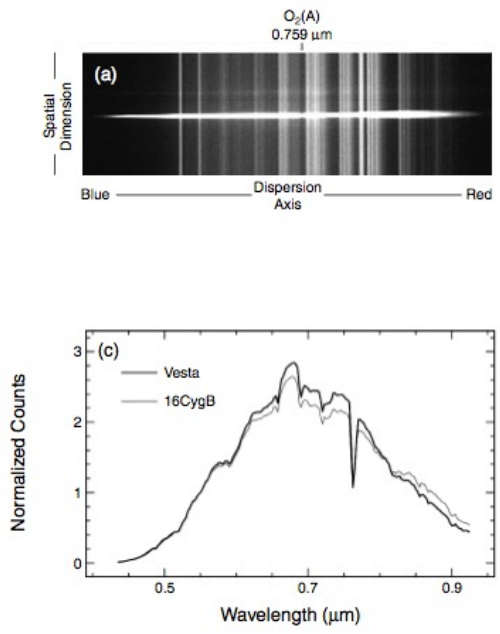 O₂(A)
0.759 μm
(a)
Spatial
Dimension
Blue
Dispersion
Axis
Red
(c)
Vesta
16CygB
Normalized Counts
3
2
1
0
0.5
0.7
0.9
Wavelength (μm)